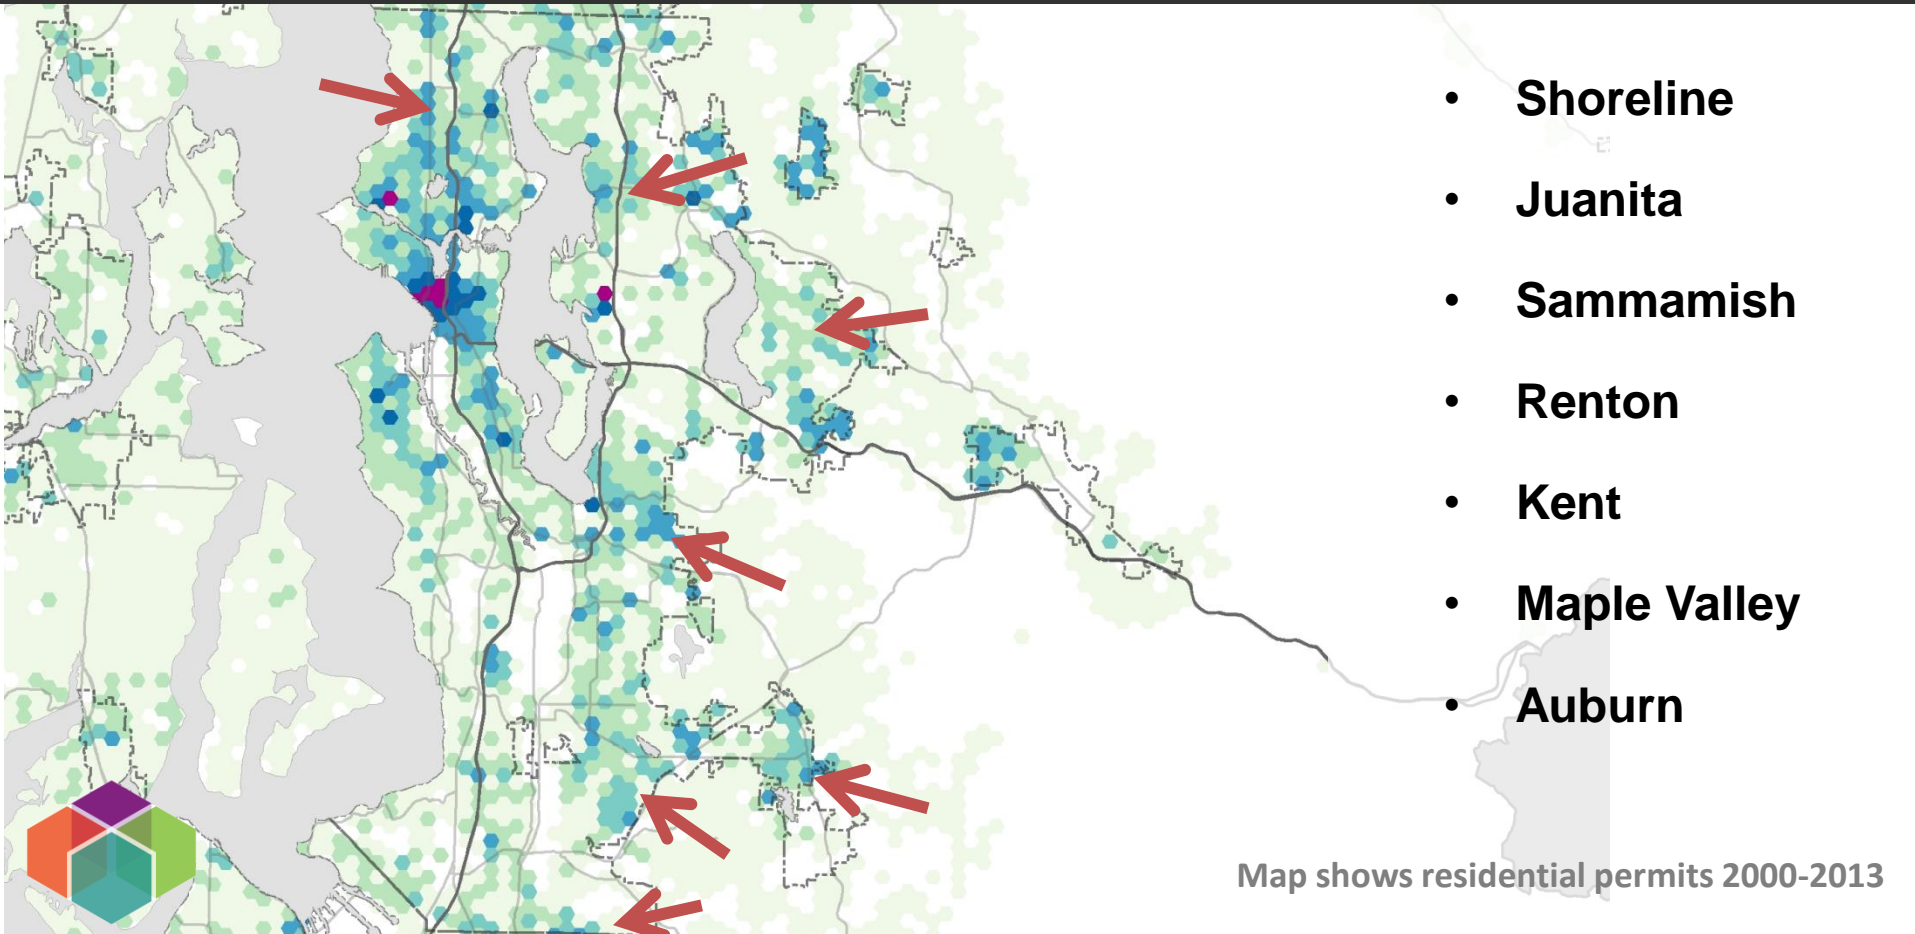 • Shoreline
• Juanita
• Sammamish
• Renton
• Kent
• Maple Valley
• Auburn
Map shows residential permits 2000-2013